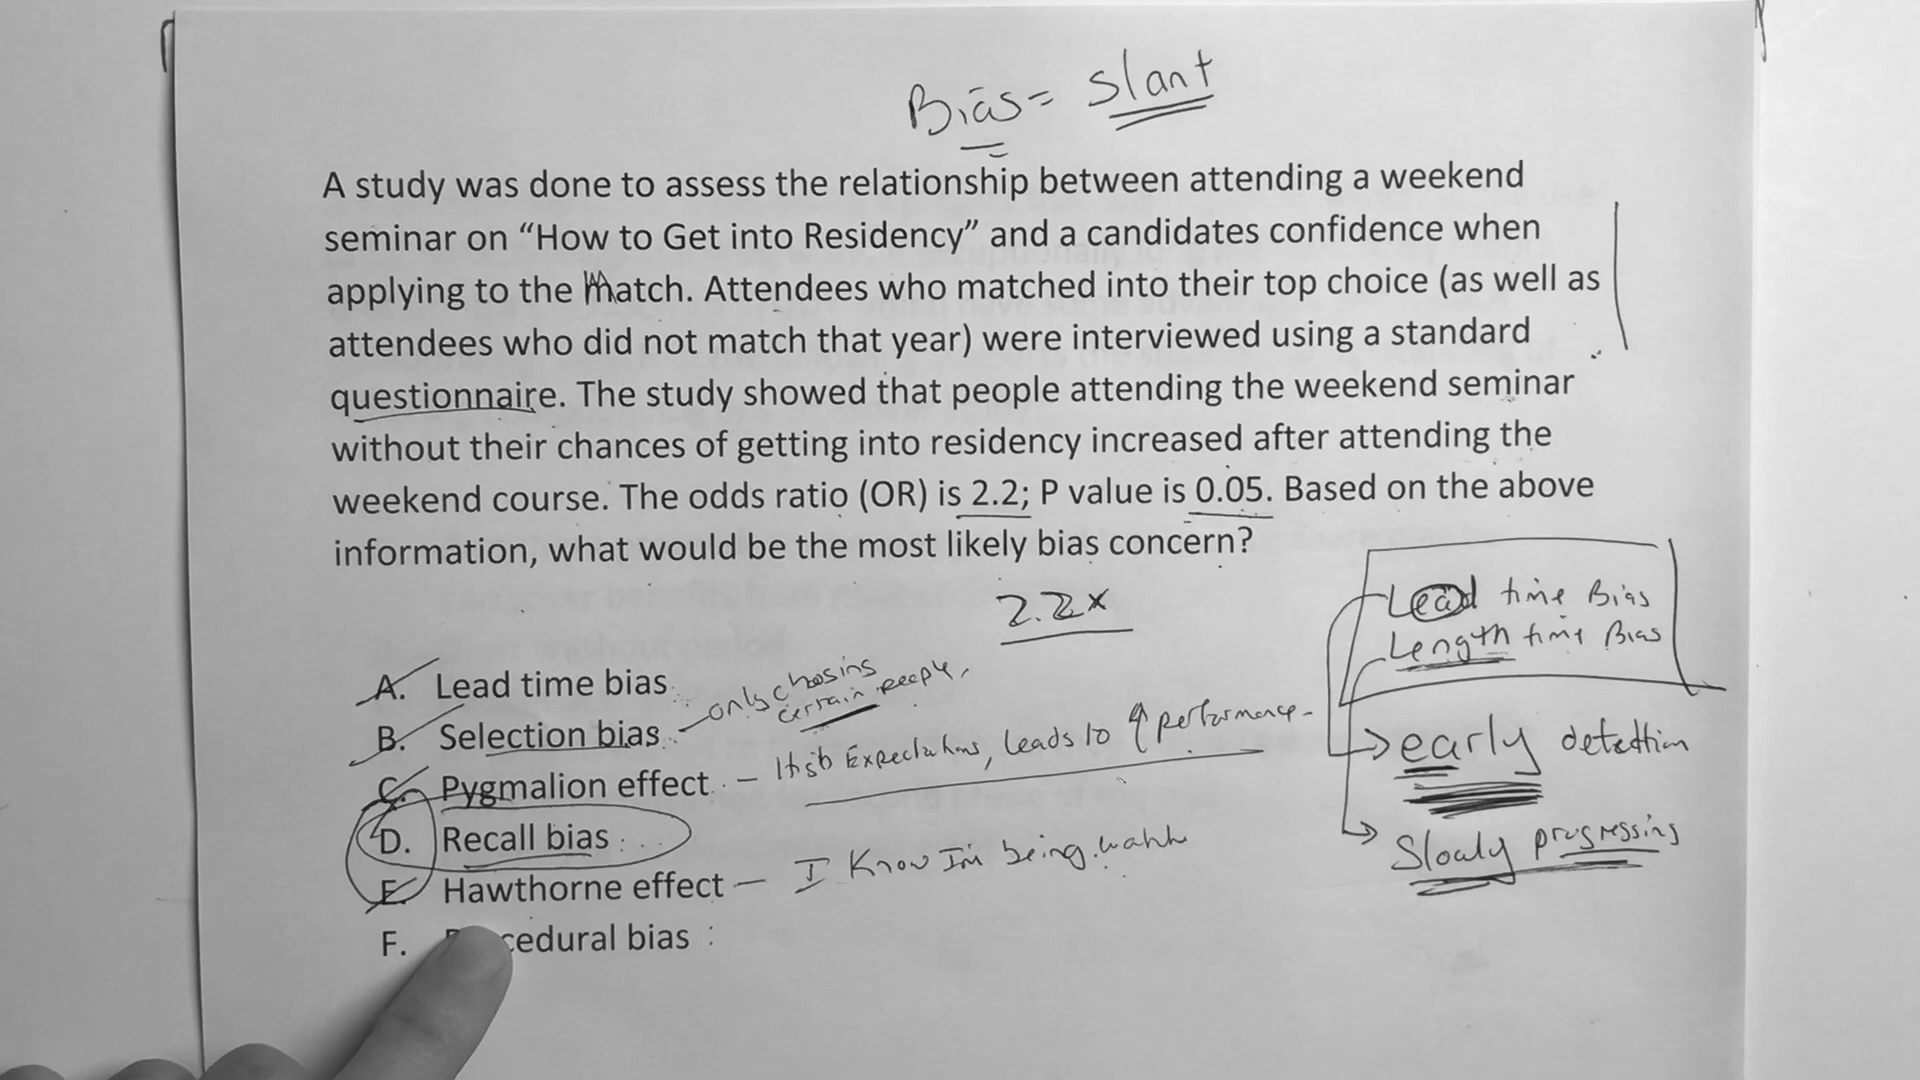 Bias = slant
A study was done to assess the relationship between attending a weekend
seminar on “How to Get into Residency” and a candidates confidence when
applying to the Match. Attendees who matched into their top choice (as well as
attendees who did not match that year) were interviewed using a standard
questionnaire. The study showed that people attending the weekend seminar
without their chances of getting into residency increased after attending the
weekend course. The odds ratio (OR) is 2.2; P value is 0.05. Based on the above
information, what would be the most likely bias concern?
2.2x
Lead time Bias
Length time Bias
A. Lead time bias
B. Selection bias - only choosing
certain people.
C. Pygmalion effect - Expectations, leads to ↑ performance
D. Recall bias
E. Hawthorne effect - I Know I'm being
F. cedural bias
early detection
Slowly progressing